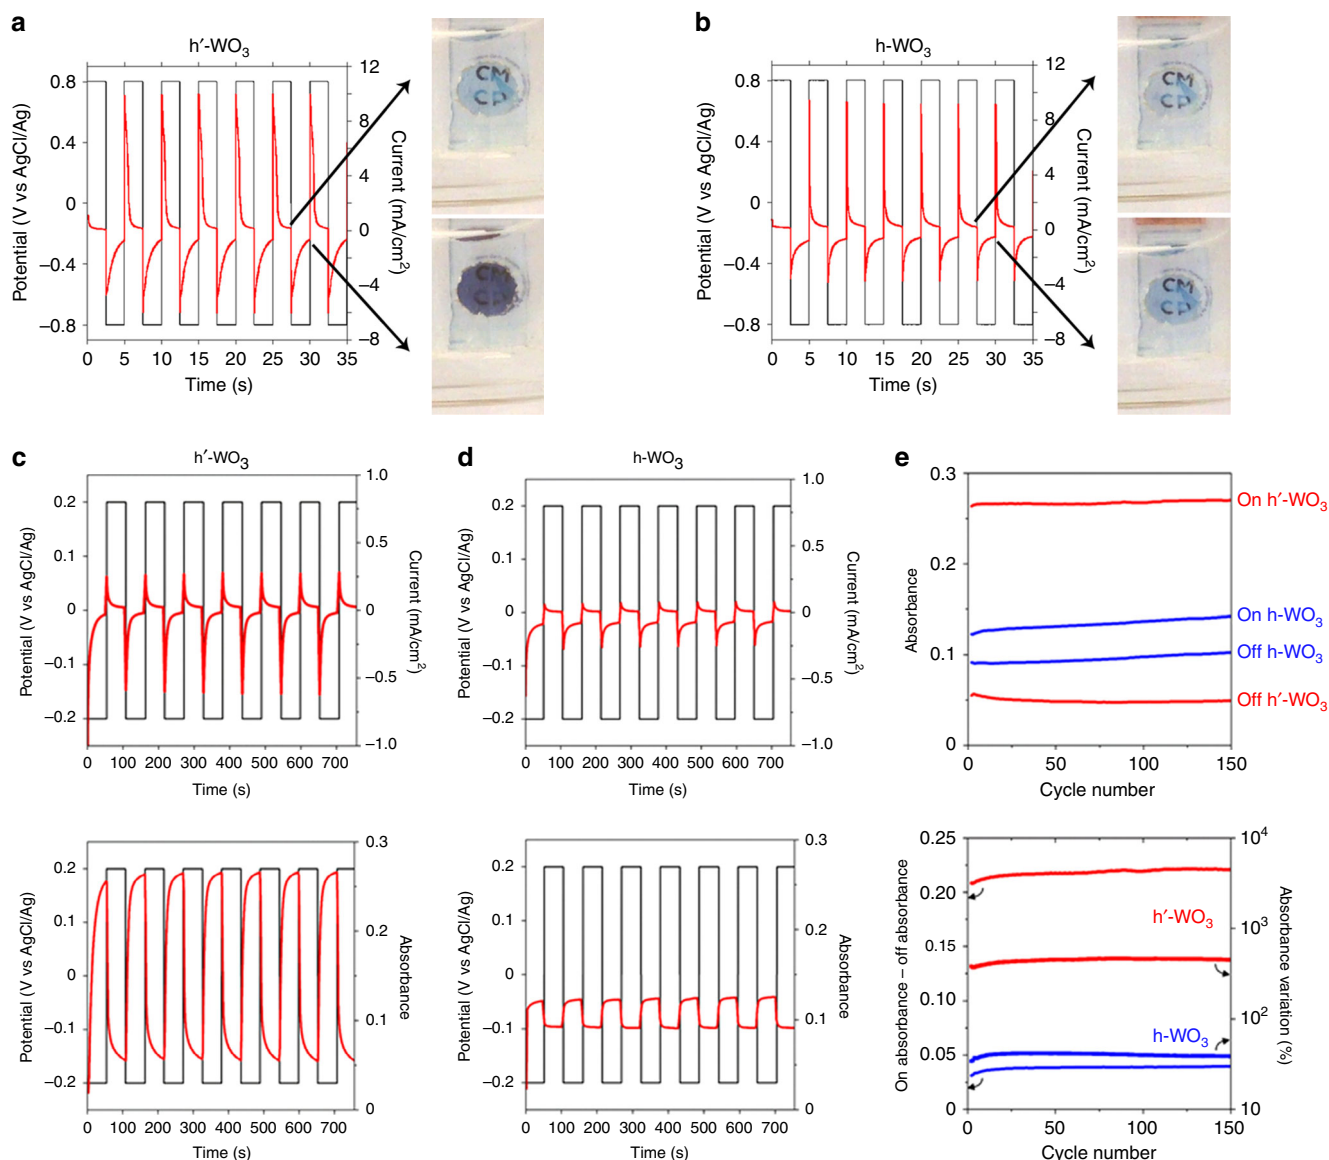 a
h′-WO3
Potential (V vs AgCl/Ag)
0.8
0.4
0
–0.4
–0.8
12
8
4
0
–4
–8
Current (mA/cm2)
0 5 10 15 20 25 30 35
Time (s)
CM
CP
CM
CP
b
h-WO3
Potential (V vs AgCl/Ag)
0.8
0.4
0
–0.4
–0.8
12
8
4
0
–4
–8
Current (mA/cm2)
0 5 10 15 20 25 30 35
Time (s)
CM
CP
CM
CP
c
h′-WO3
Potential (V vs AgCl/Ag)
0.2
0.1
0
–0.1
–0.2
1.0
0.5
0
–0.5
–1.0
Current (mA/cm2)
0 100 200 300 400 500 600 700
Time (s)
Potential (V vs AgCl/Ag)
0.2
0.1
0
–0.1
–0.2
0.3
0.2
0.1
0
Absorbance
0 100 200 300 400 500 600 700
Time (s)
d
h-WO3
Potential (V vs AgCl/Ag)
0.2
0.1
0
–0.1
–0.2
1.0
0.5
0
–0.5
–1.0
Current (mA/cm2)
0 100 200 300 400 500 600 700
Time (s)
Potential (V vs AgCl/Ag)
0.2
0.1
0
–0.1
–0.2
0.3
0.2
0.1
0
Absorbance
0 100 200 300 400 500 600 700
Time (s)
e
Absorbance
0.3
0.2
0.1
0
On h′-WO3
On h-WO3
Off h-WO3
Off h′-WO3
0 50 100 150
Cycle number
On absorbance – off absorbance
0.25
0.20
0.15
0.10
0.05
0
h′-WO3
h-WO3
10^4
10^3
10^2
10
Absorbance variation (%)
0 50 100 150
Cycle number